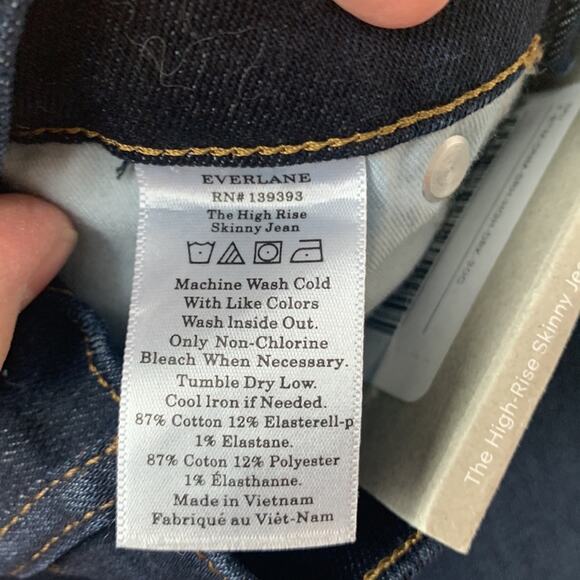 EVERLANE
RN# 139393
The High Rise
Skinny Jean
Machine Wash Cold
With Like Colors
Wash Inside Out.
Only Non-Chlorine
Bleach When Necessary.
Tumble Dry Low.
Cool Iron if Needed.
87% Cotton 12% Elasterell-p
1% Elastane.
87% Coton 12% Polyester
1% Élasthanne.
Made in Vietnam
Fabriqué au Viêt-Nam
The High-Rise Skinny Jean